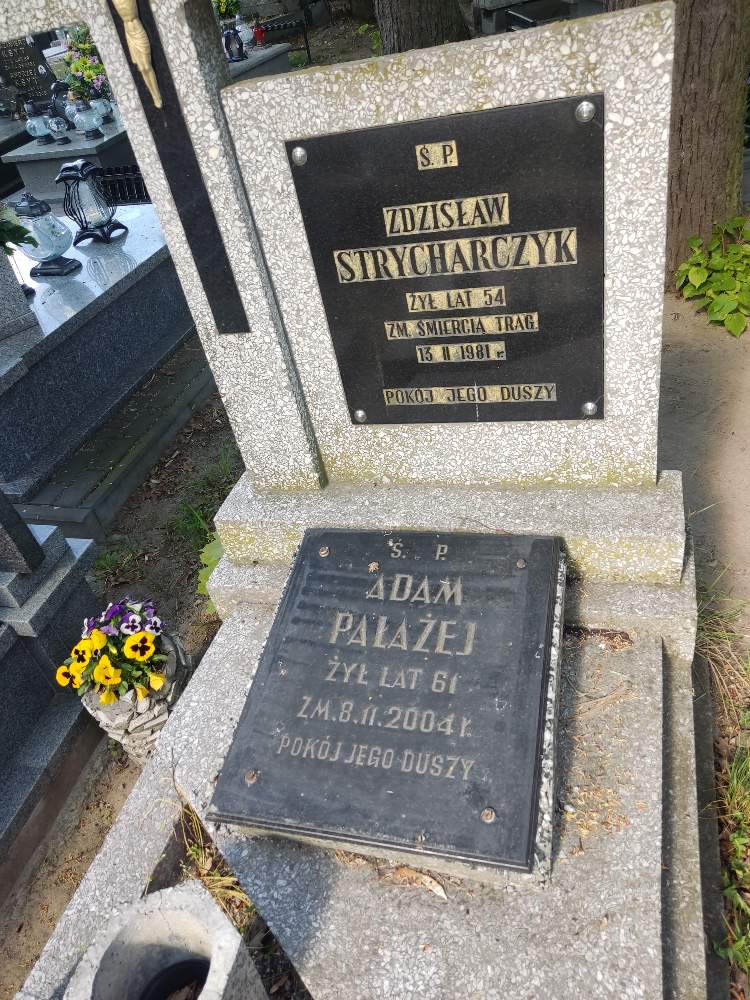 Ś. P.
ZDZISŁAW
STRYCHARCZYK
ŻYŁ LAT 54
ZM. ŚMIERCIĄ TRAG.
13 II 1981 r.
POKÓJ JEGO DUSZY
Ś. P.
ADAM
PAŁAŻEJ
ŻYŁ LAT 61
ZM. 8.11.2004 r.
POKÓJ JEGO DUSZY